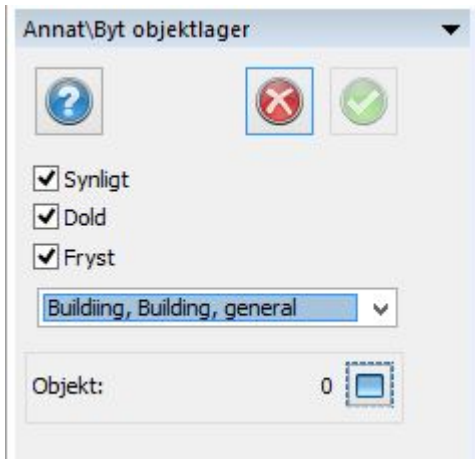 Annat\Byt objektlager
Synligt
Dold
Fryst
Buildiing, Building, general
Objekt: 0